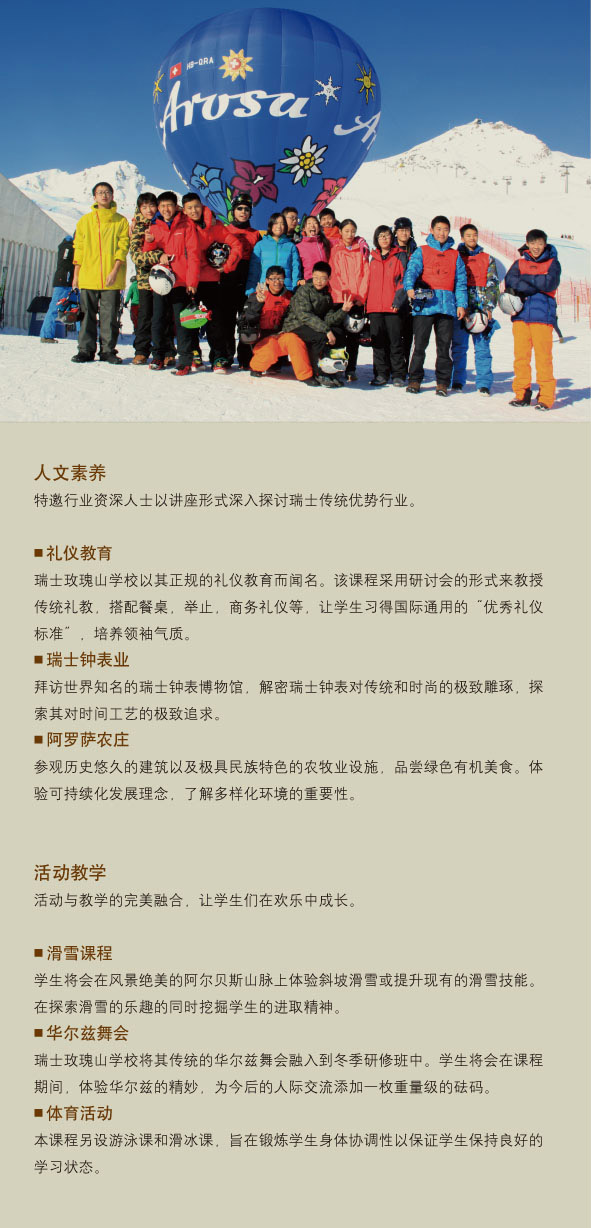 HB-QRA
Arosa
人文素养
特邀行业资深人士以讲座形式深入探讨瑞士传统优势行业。
■礼仪教育
瑞士玫瑰山学校以其正规的礼仪教育而闻名。该课程采用研讨会的形式来教授
传统礼教，搭配餐桌，举止，商务礼仪等，让学生习得国际通用的“优秀礼仪
标准”，培养领袖气质。
■瑞士钟表业
拜访世界知名的瑞士钟表博物馆，解密瑞士钟表对传统和时尚的极致雕琢，探
索其对时间工艺的极致追求。
■阿罗萨农庄
参观历史悠久的建筑以及极具民族特色的农牧业设施，品尝绿色有机美食。体
验可持续化发展理念，了解多样化环境的重要性。
活动教学
活动与教学的完美融合，让学生们在欢乐中成长。
■滑雪课程
学生将会在风景绝美的阿尔贝斯山脉上体验斜坡滑雪或提升现有的滑雪技能。
在探索滑雪的乐趣的同时挖掘学生的进取精神。
■华尔兹舞会
瑞士玫瑰山学校将其传统的华尔兹舞会融入到冬季研修班中。学生将会在课程
期间，体验华尔兹的精妙，为今后的人际交流添加一枚重量级的砝码。
■体育活动
本课程另设游泳课和滑冰课，旨在锻炼学生身体协调性以保证学生保持良好的
学习状态。